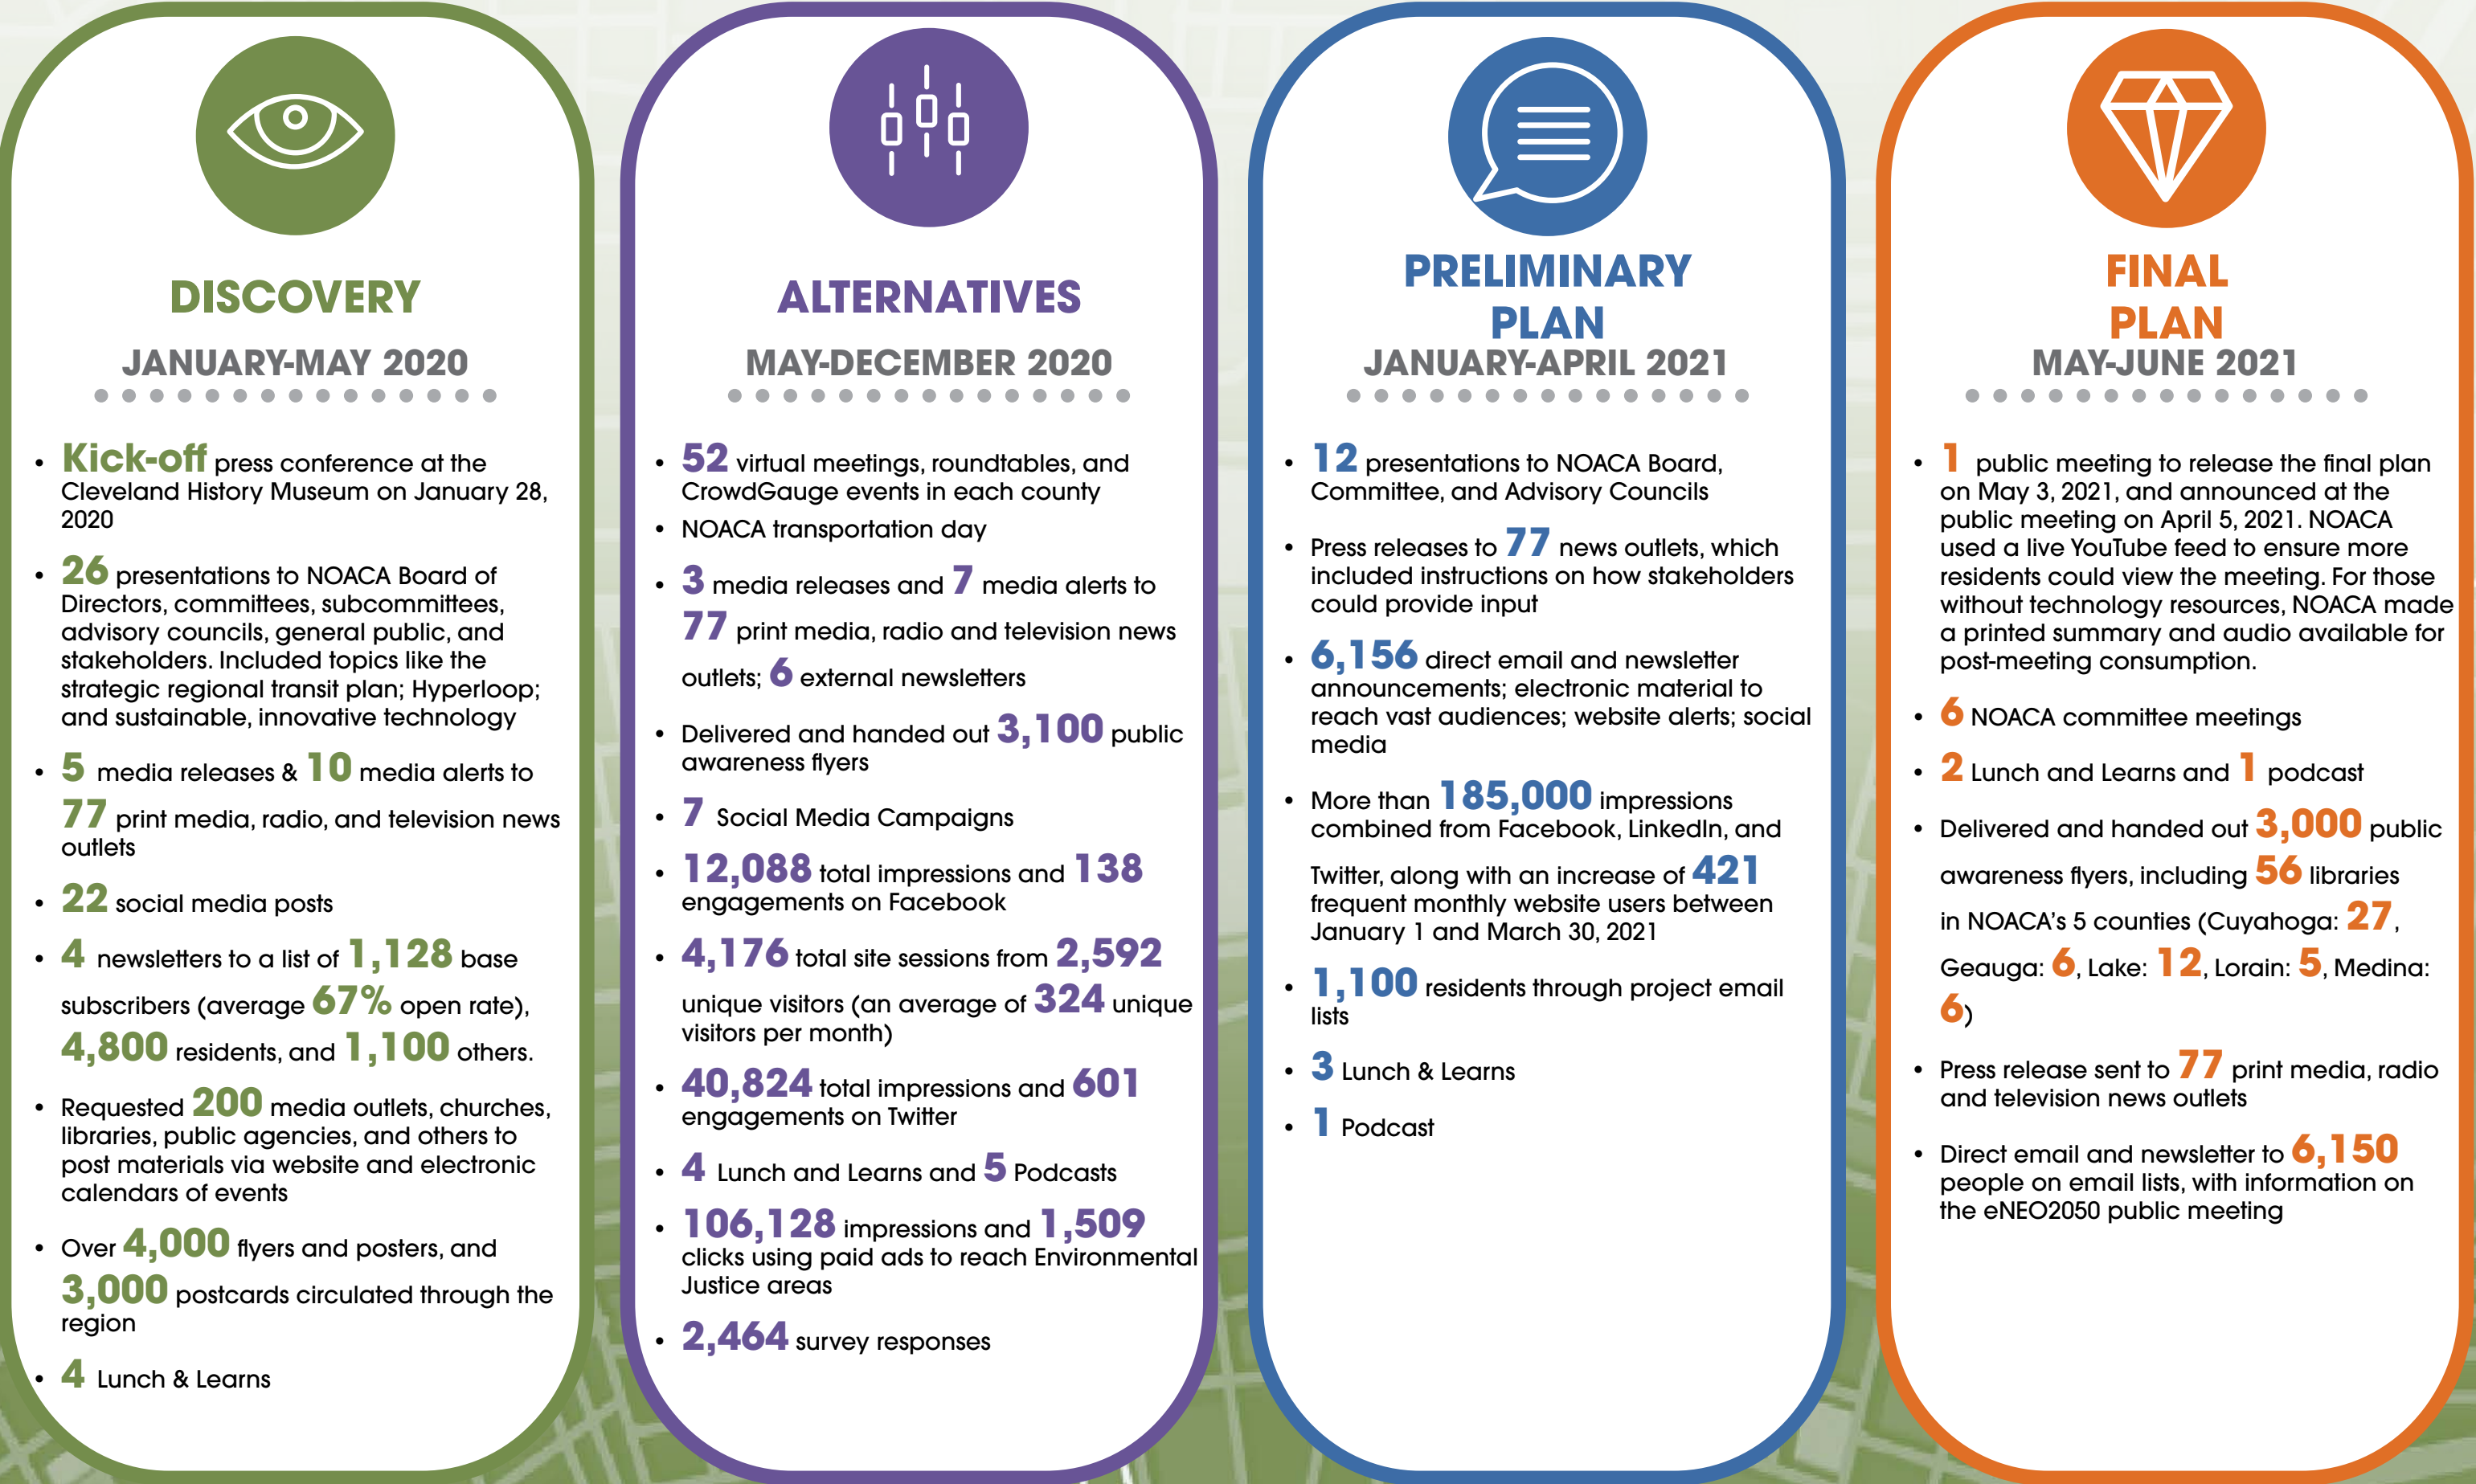 DISCOVERY
JANUARY-MAY 2020
• Kick-off press conference at the
Cleveland History Museum on January 28,
2020
• 26 presentations to NOACA Board of
Directors, committees, subcommittees,
advisory councils, general public, and
stakeholders. Included topics like the
strategic regional transit plan; Hyperloop;
and sustainable, innovative technology
• 5 media releases & 10 media alerts to
77 print media, radio, and television news
outlets
• 22 social media posts
• 4 newsletters to a list of 1,128 base
subscribers (average 67% open rate),
4,800 residents, and 1,100 others.
• Requested 200 media outlets, churches,
libraries, public agencies, and others to
post materials via website and electronic
calendars of events
• Over 4,000 flyers and posters, and
3,000 postcards circulated through the
region
• 4 Lunch & Learns
ALTERNATIVES
MAY-DECEMBER 2020
• 52 virtual meetings, roundtables, and
CrowdGauge events in each county
• NOACA transportation day
• 3 media releases and 7 media alerts to
77 print media, radio and television news
outlets; 6 external newsletters
• Delivered and handed out 3,100 public
awareness flyers
• 7 Social Media Campaigns
• 12,088 total impressions and 138
engagements on Facebook
• 4,176 total site sessions from 2,592
unique visitors (an average of 324 unique
visitors per month)
• 40,824 total impressions and 601
engagements on Twitter
• 4 Lunch and Learns and 5 Podcasts
• 106,128 impressions and 1,509
clicks using paid ads to reach Environmental
Justice areas
• 2,464 survey responses
PRELIMINARY
PLAN
JANUARY-APRIL 2021
• 12 presentations to NOACA Board,
Committee, and Advisory Councils
• Press releases to 77 news outlets, which
included instructions on how stakeholders
could provide input
• 6,156 direct email and newsletter
announcements; electronic material to
reach vast audiences; website alerts; social
media
• More than 185,000 impressions
combined from Facebook, LinkedIn, and
Twitter, along with an increase of 421
frequent monthly website users between
January 1 and March 30, 2021
• 1,100 residents through project email
lists
• 3 Lunch & Learns
• 1 Podcast
FINAL
PLAN
MAY-JUNE 2021
• 1 public meeting to release the final plan
on May 3, 2021, and announced at the
public meeting on April 5, 2021. NOACA
used a live YouTube feed to ensure more
residents could view the meeting. For those
without technology resources, NOACA made
a printed summary and audio available for
post-meeting consumption.
• 6 NOACA committee meetings
• 2 Lunch and Learns and 1 podcast
• Delivered and handed out 3,000 public
awareness flyers, including 56 libraries
in NOACA's 5 counties (Cuyahoga: 27,
Geauga: 6, Lake: 12, Lorain: 5, Medina:
6)
• Press release sent to 77 print media, radio
and television news outlets
• Direct email and newsletter to 6,150
people on email lists, with information on
the eNEO2050 public meeting